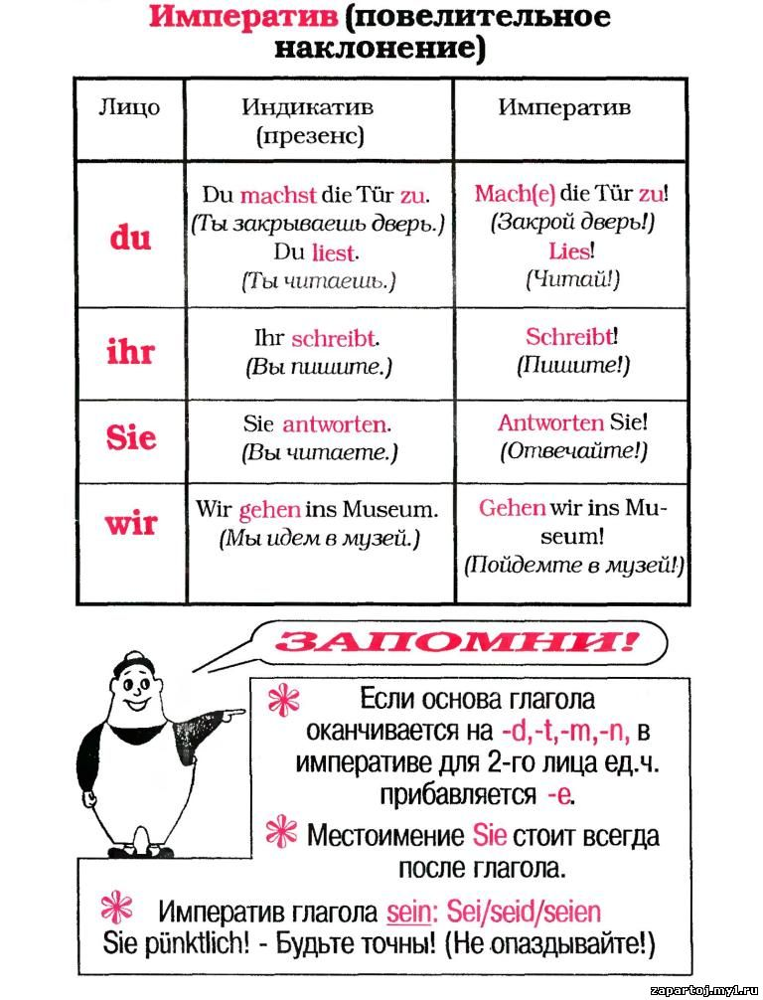 Императив (повелительное
наклонение)
Лицо
Индикатив
(презенс)
Императив
du
Du machst die Tür zu.
(Ты закрываешь дверь.)
Du liest.
(Ты читаешь.)
Mach(e) die Tür zu!
(Закрой дверь!)
Lies!
(Читай!)
ihr
Ihr schreibt.
(Вы пишите.)
Schreibt!
(Пишите!)
Sie
Sie antworten.
(Вы читаете.)
Antworten Sie!
(Отвечайте!)
wir
Wir gehen ins Museum.
(Мы идем в музей.)
Gehen wir ins Mu-
seum!
(Пойдемте в музей!)
ЗАПОМНИ!
Если основа глагола
оканчивается на -d,-t,-m,-n, в
императиве для 2-го лица ед.ч.
прибавляется -е.
Местоимение Sie стоит всегда
после глагола.
Императив глагола sein: Sei/seid/seien
Sie pünktlich! - Будьте точны! (Не опаздывайте!)
zapartoj.my1.ru